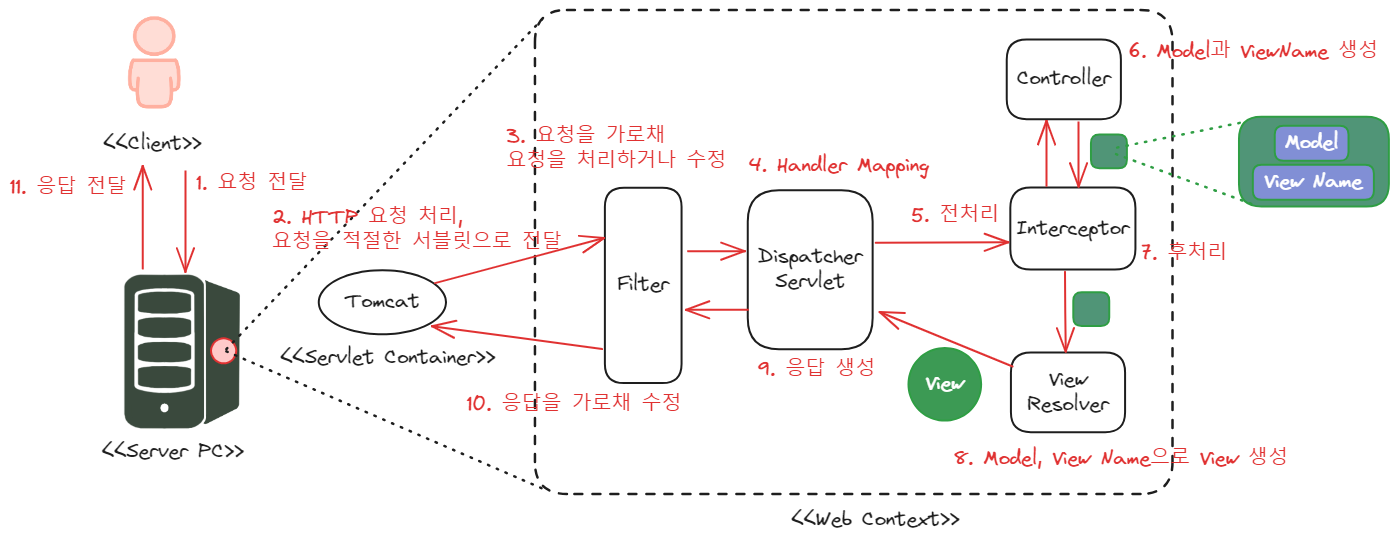 <<Client>>
11. 응답 전달
1. 요청 전달
<<Server PC>>
2. HTTP 요청 처리,
요청을 적절한 서블릿으로 전달
Tomcat
<<Servlet Container>>
3. 요청을 가로채
요청을 처리하거나 수정
Filter
10. 응답을 가로채 수정
4. Handler Mapping
Dispatcher
Servlet
9. 응답 생성
5. 전처리
Controller
6. Model과 ViewName 생성
Model
View Name
Interceptor
7. 후처리
View
View
Resolver
8. Model, View Name으로 View 생성
<<Web Context>>